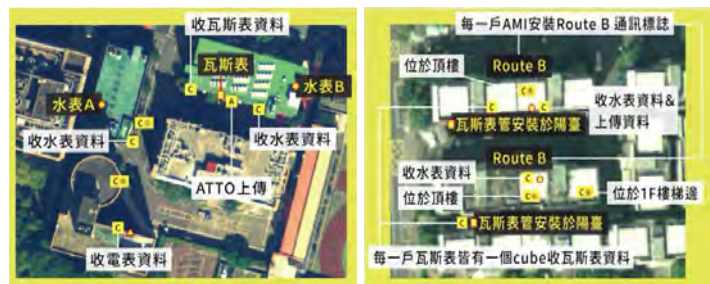 收瓦斯表資料
瓦斯表
C
A
C
水表B
水表A
C
C
收水表資料
收水表資料
ATTO上傳
C
C
收電表資料
每一戶AMI安裝Route B 通訊標誌
位於頂樓
Route B
C
C
C
收水表資料&
上傳資料
C
瓦斯表管安裝於陽臺
Route B
收水表資料
C
位於頂樓
C
C
位於1F樓梯邊
C
瓦斯表管安裝於陽臺
每一戶瓦斯表皆有一個cube收瓦斯表資料